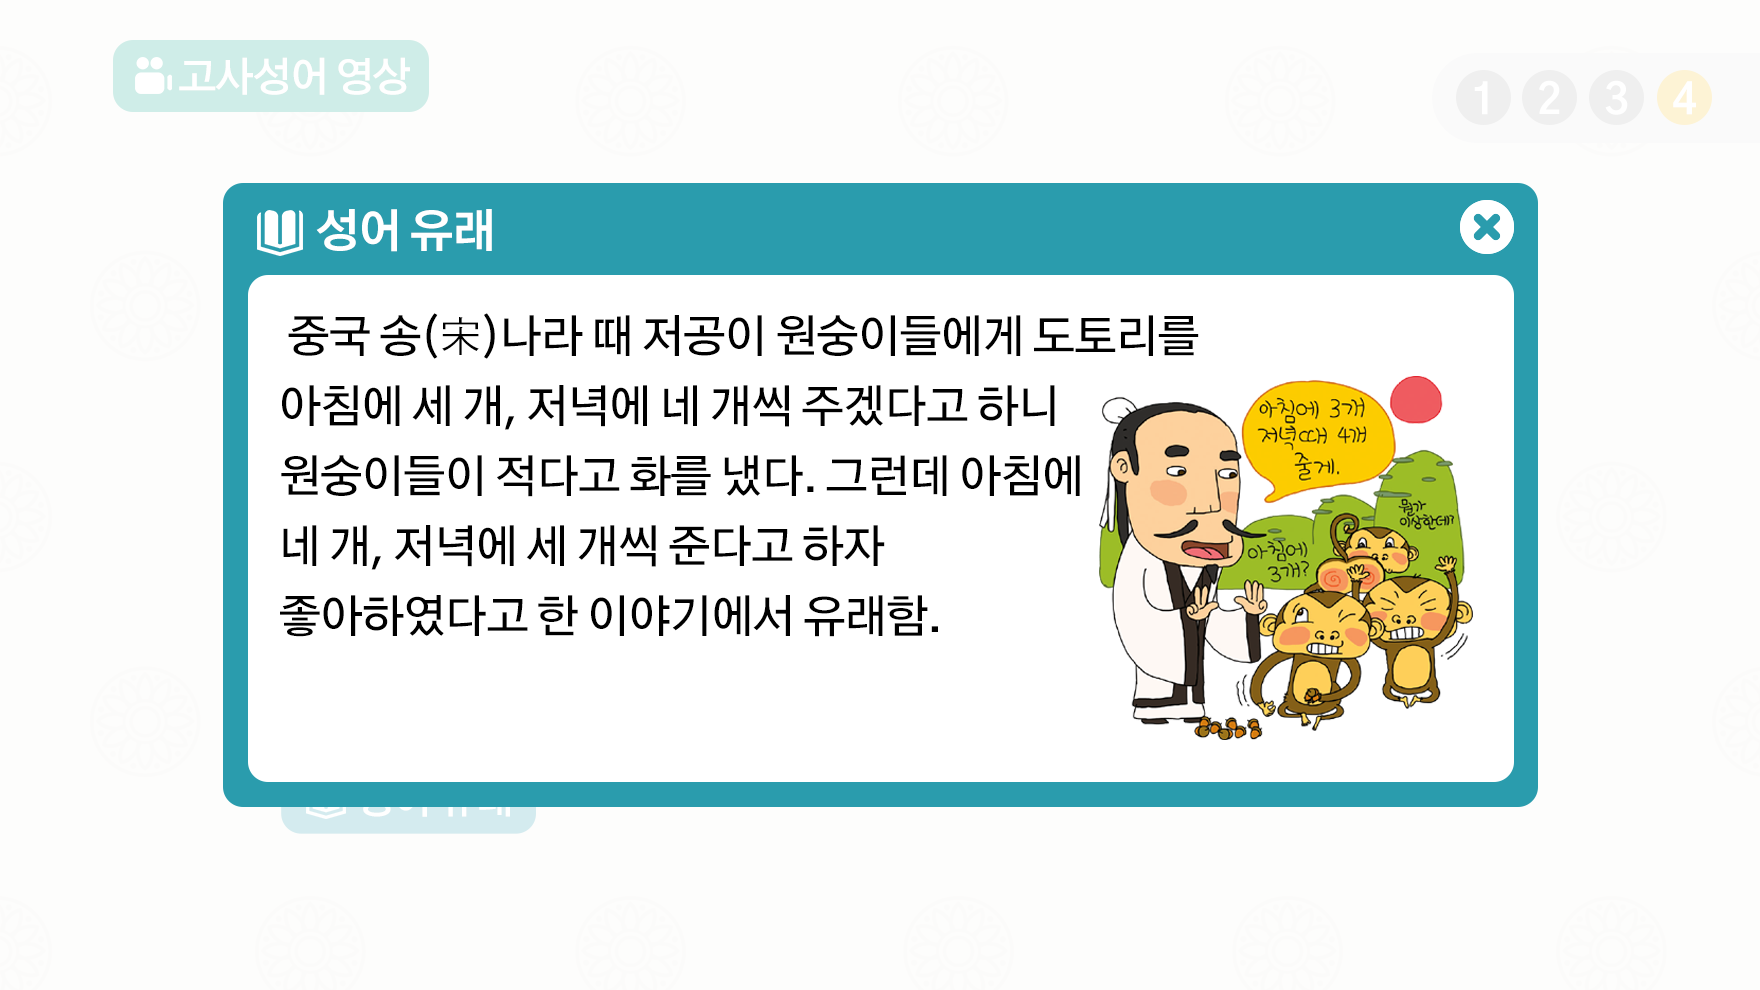 고사성어 영상
1 2 3 4
성어 유래
중국 송(宋)나라 때 저공이 원숭이들에게 도토리를
아침에 세 개, 저녁에 네 개씩 주겠다고 하니
원숭이들이 적다고 화를 냈다. 그런데 아침에
네 개, 저녁에 세 개씩 준다고 하자
좋아하였다고 한 이야기에서 유래함.
아침에 3개
저녁때 4개
줄게.
뭔가
이상한데?
아침에
3개?
성어 유래